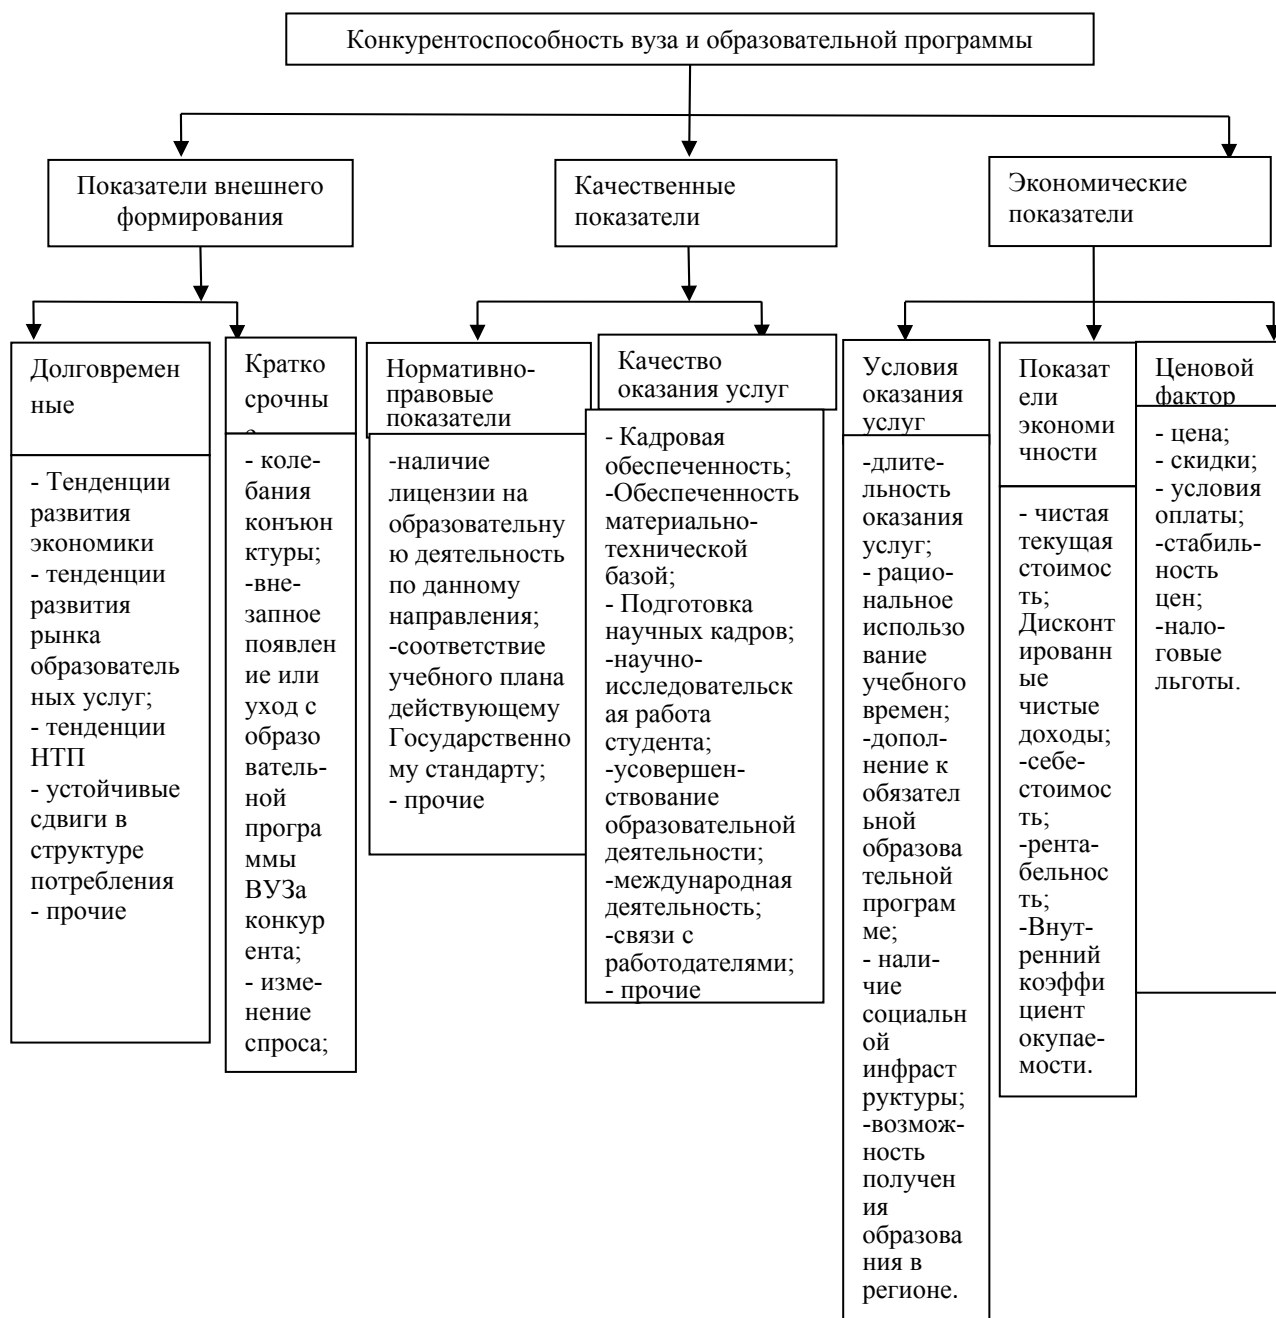 Конкурентоспособность вуза и образовательной программы
Показатели внешнего
формирования
Качественные
показатели
Экономические
показатели
Долговремен
ные
- Тенденции
развития
экономики
- тенденции
развития
рынка
образователь
ных услуг;
- тенденции
НТП
- устойчивые
сдвиги в
структуре
потребления
- прочие
Кратко
срочны
- коле-
бания
конъюн
ктуры;
-вне-
запное
появлен
ие или
уход с
образо
ватель-
ной
програ
ммы
ВУЗа
конкур
ента;
- изме-
нение
спроса;
Нормативно-
правовые
показатели
-наличие
лицензии на
образовательну
ю деятельность
по данному
направления;
-соответствие
учебного плана
действующему
Государственно
му стандарту;
- прочие
Качество
оказания услуг
- Кадровая
обеспеченность;
-Обеспеченность
материально-
технической
базой;
- Подготовка
научных кадров;
-научно-
исследовательск
ая работа
студента;
-усовершен-
ствование
образовательной
деятельности;
-международная
деятельность;
-связи с
работодателями;
- прочие
Условия
оказания
услуг
-длите-
льность
оказания
услуг;
- рацио-
нальное
использо
вание
учебного
времен;
-допол-
нение к
обязател
ьной
образова
тельной
програм
ме;
- нали-
чие
социальн
ой
инфраст
руктуры;
-возмож-
ность
получен
ия
образова
ния в
регионе.
Показат
ели
экономи
чности
- чистая
текущая
стоимос
ть;
Дисконт
ированн
ые
чистые
доходы;
-себе-
стоимос
ть;
-рента-
бельнос
ть;
-Внут-
ренний
коэффи
циент
окупае-
мости.
Ценовой
фактор
- цена;
- скидки;
- условия
оплаты;
-стабиль-
ность
цен;
-нало-
говые
льготы.